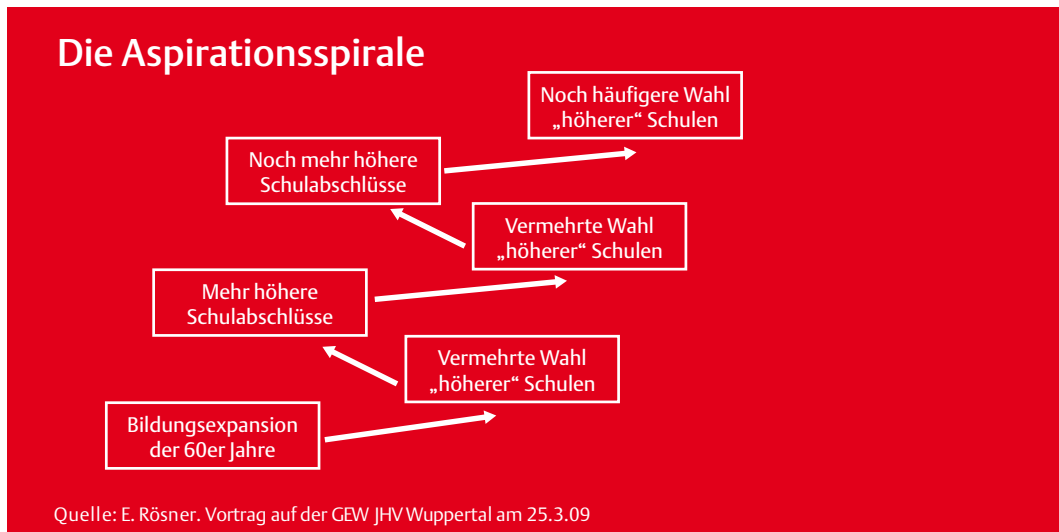 Die Aspirationsspirale
Noch häufigere Wahl
„höherer“ Schulen
Noch mehr höhere
Schulabschlüsse
Vermehrte Wahl
„höherer“ Schulen
Mehr höhere
Schulabschlüsse
Vermehrte Wahl
„höherer“ Schulen
Bildungsexpansion
der 60er Jahre
Quelle: E. Rösner. Vortrag auf der GEW JHV Wuppertal am 25.3.09